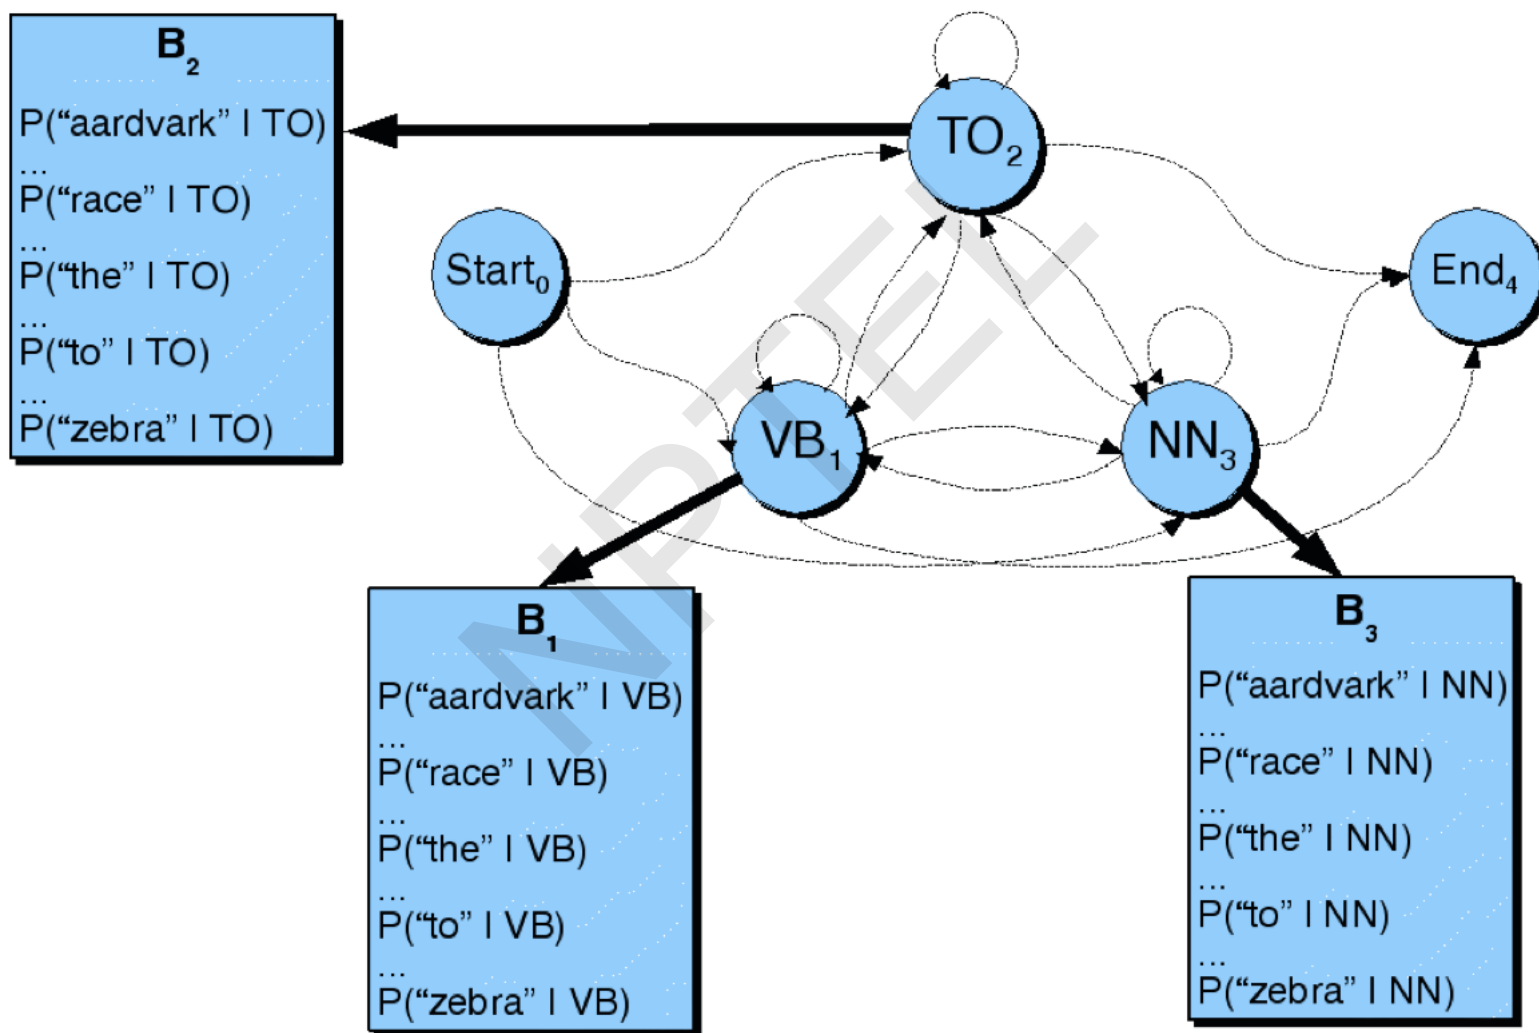 B2
P(“aardvark” | TO)
...
P(“race” | TO)
...
P(“the” | TO)
...
P(“to” | TO)
...
P(“zebra” | TO)
TO2
Start0
End4
VB1
NN3
B1
P(“aardvark” | VB)
...
P(“race” | VB)
...
P(“the” | VB)
...
P(“to” | VB)
...
P(“zebra” | VB)
B3
P(“aardvark” | NN)
...
P(“race” | NN)
...
P(“the” | NN)
...
P(“to” | NN)
...
P(“zebra” | NN)
NPTEL